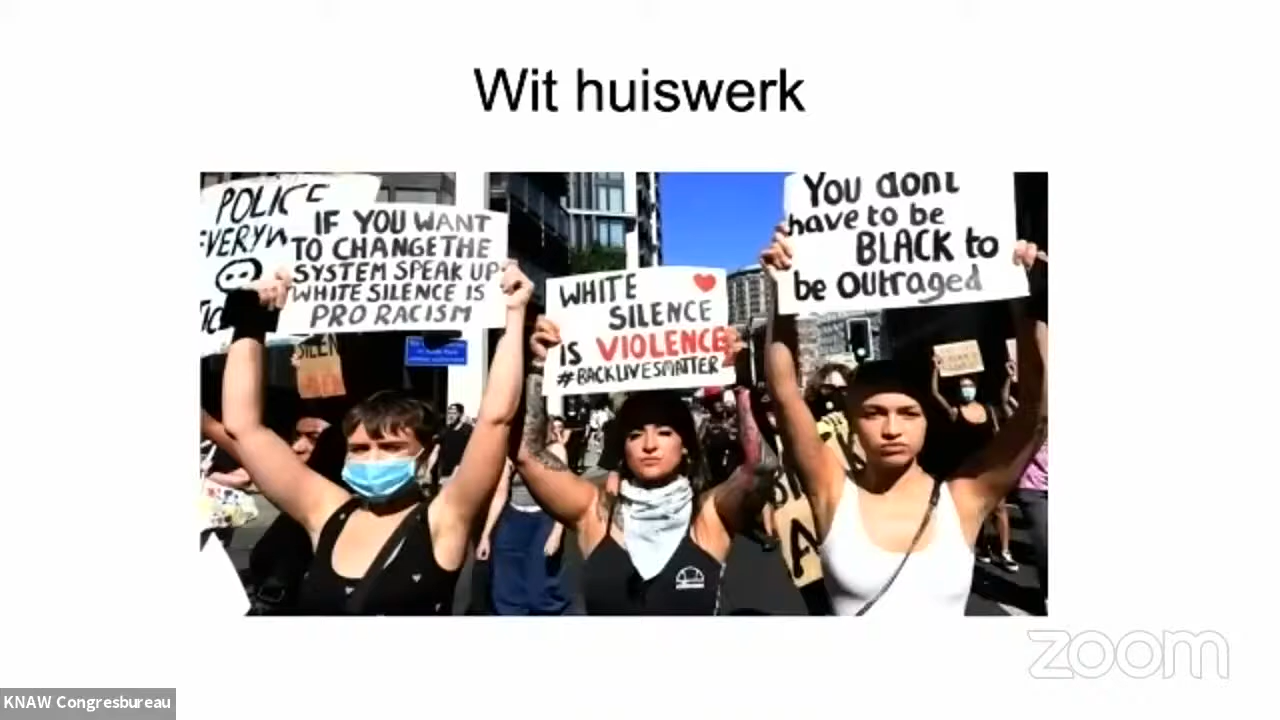 Wit huiswerk
POLICE
IF YOU WANT
TO CHANGE THE
SYSTEM SPEAK UP
WHITE SILENCE IS
PRO RACISM
SILEN
WHITE
SILENCE
IS VIOLENCE
#BACKLIVESMATTER
YOU dont
have to be
BLACK to
be outraged
zoom
KNAW Congresbureau